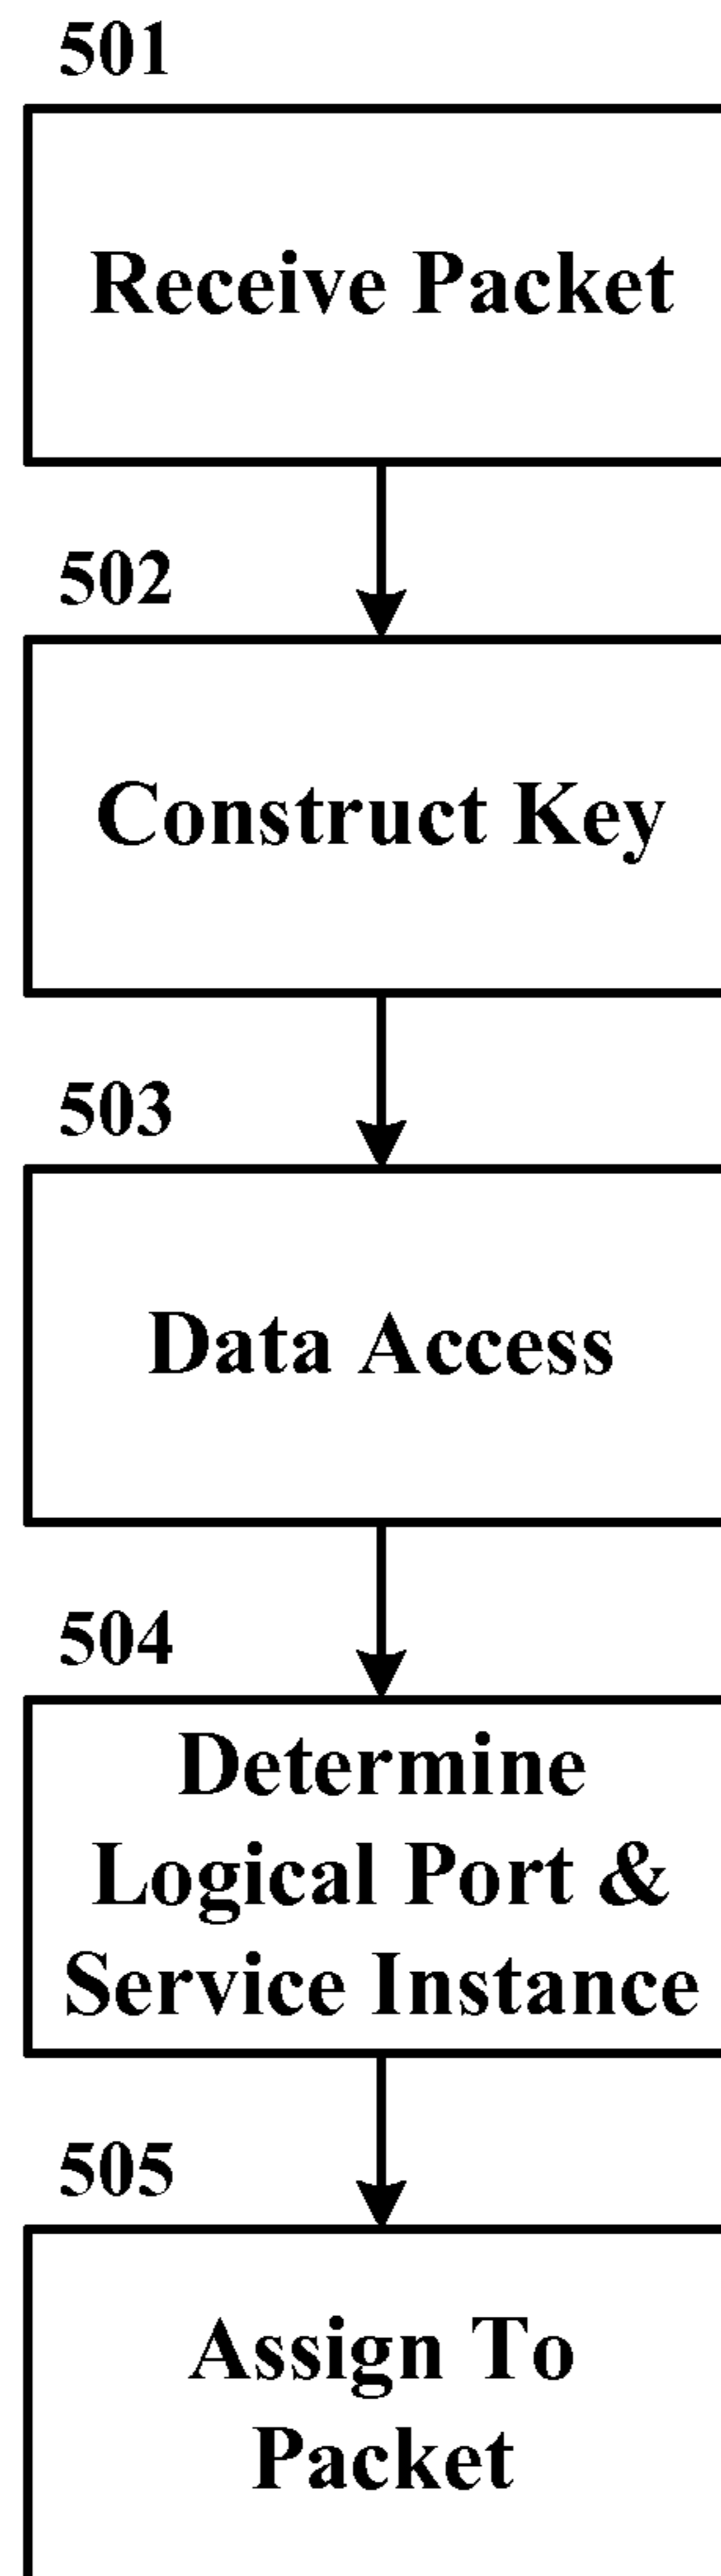 501
Receive Packet
502
Construct Key
503
Data Access
504
Determine
Logical Port &
Service Instance
505
Assign To
Packet